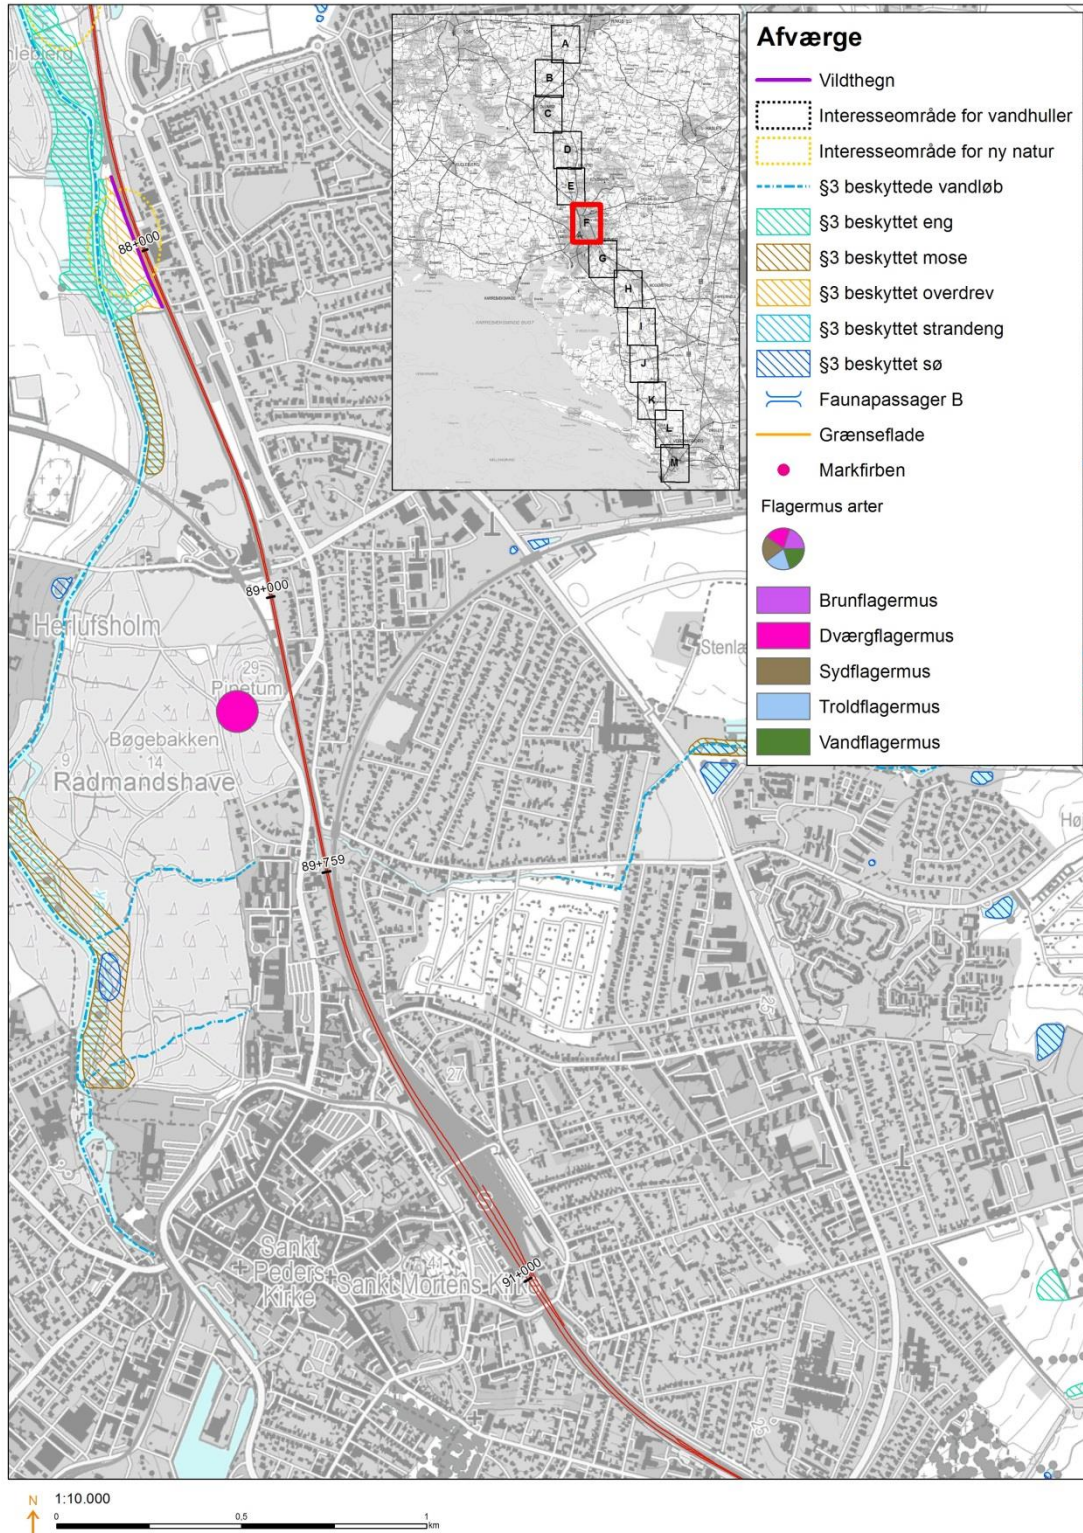 Afværge
Vildthegn
Interesseområde for vandhuller
Interesseområde for ny natur
§3 beskyttede vandløb
§3 beskyttet eng
§3 beskyttet mose
§3 beskyttet overdrev
§3 beskyttet strandeng
§3 beskyttet sø
Faunapassager B
Grænseflade
Markfirben
Flagermus arter
Brunflagermus
Dværgflagermus
Sydflagermus
Troldflagermus
Vandflagermus
A
B
C
D
E
F
G
H
I
J
K
L
M
88+000
89+000
Herlufsholm
29
Pinetum
Bøgebakken
9
14
Radmandshave
89+759
25
27
Sankt
Peders
Kirke
Sankt Mortens Kirke
91+000
25
N
1:10.000
0
0,5
1
km